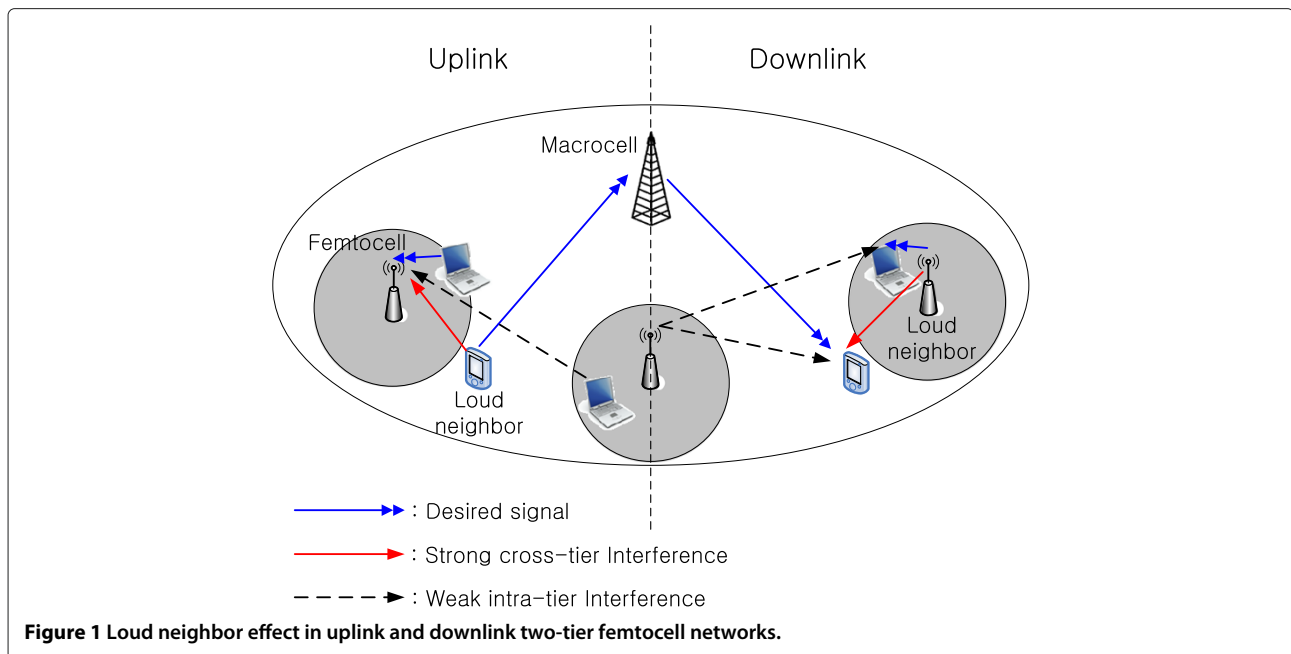 Uplink
Downlink
Macrocell
Femtocell
Loud
neighbor
Loud
neighbor
: Desired signal
: Strong cross-tier Interference
: Weak intra-tier Interference
Figure 1 Loud neighbor effect in uplink and downlink two-tier femtocell networks.